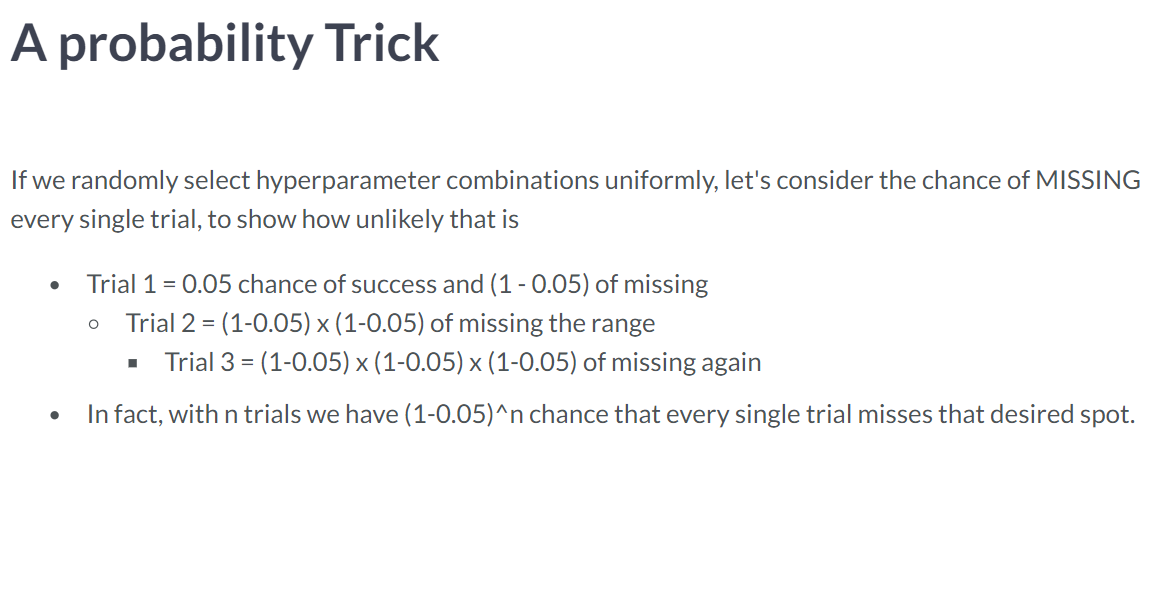 A probability Trick
If we randomly select hyperparameter combinations uniformly, let's consider the chance of MISSING
every single trial, to show how unlikely that is
• Trial 1 = 0.05 chance of success and (1 - 0.05) of missing
○ Trial 2 = (1-0.05) x (1-0.05) of missing the range
▪ Trial 3 = (1-0.05) x (1-0.05) x (1-0.05) of missing again
• In fact, with n trials we have (1-0.05)^n chance that every single trial misses that desired spot.